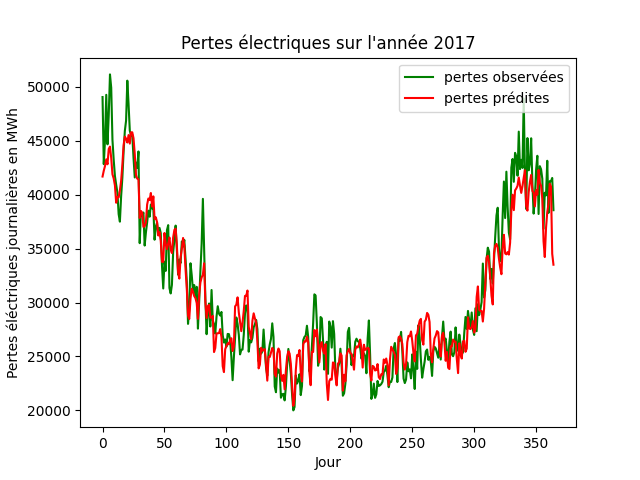 Pertes électriques sur l'année 2017
pertes observées
pertes prédites
Pertes éléctriques journalières en MWh
50000
45000
40000
35000
30000
25000
20000
0 50 100 150 200 250 300 350
Jour